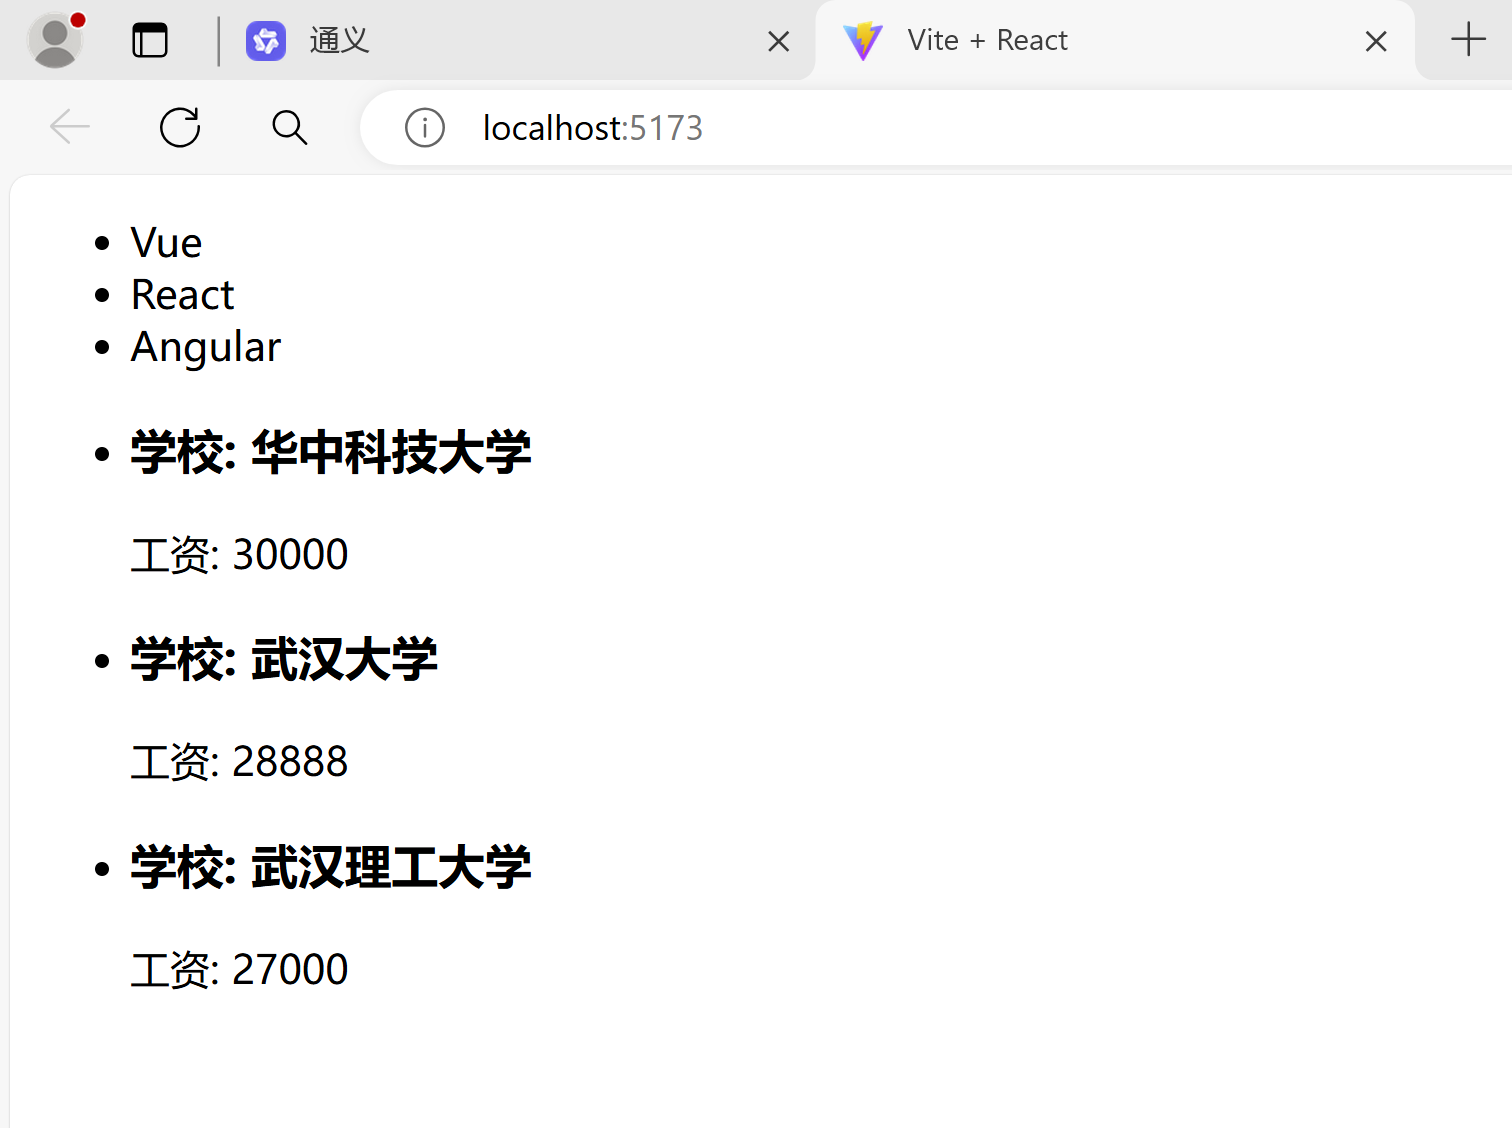 通义
Vite + React
localhost:5173
Vue
React
Angular
学校: 华中科技大学
工资: 30000
学校: 武汉大学
工资: 28888
学校: 武汉理工大学
工资: 27000